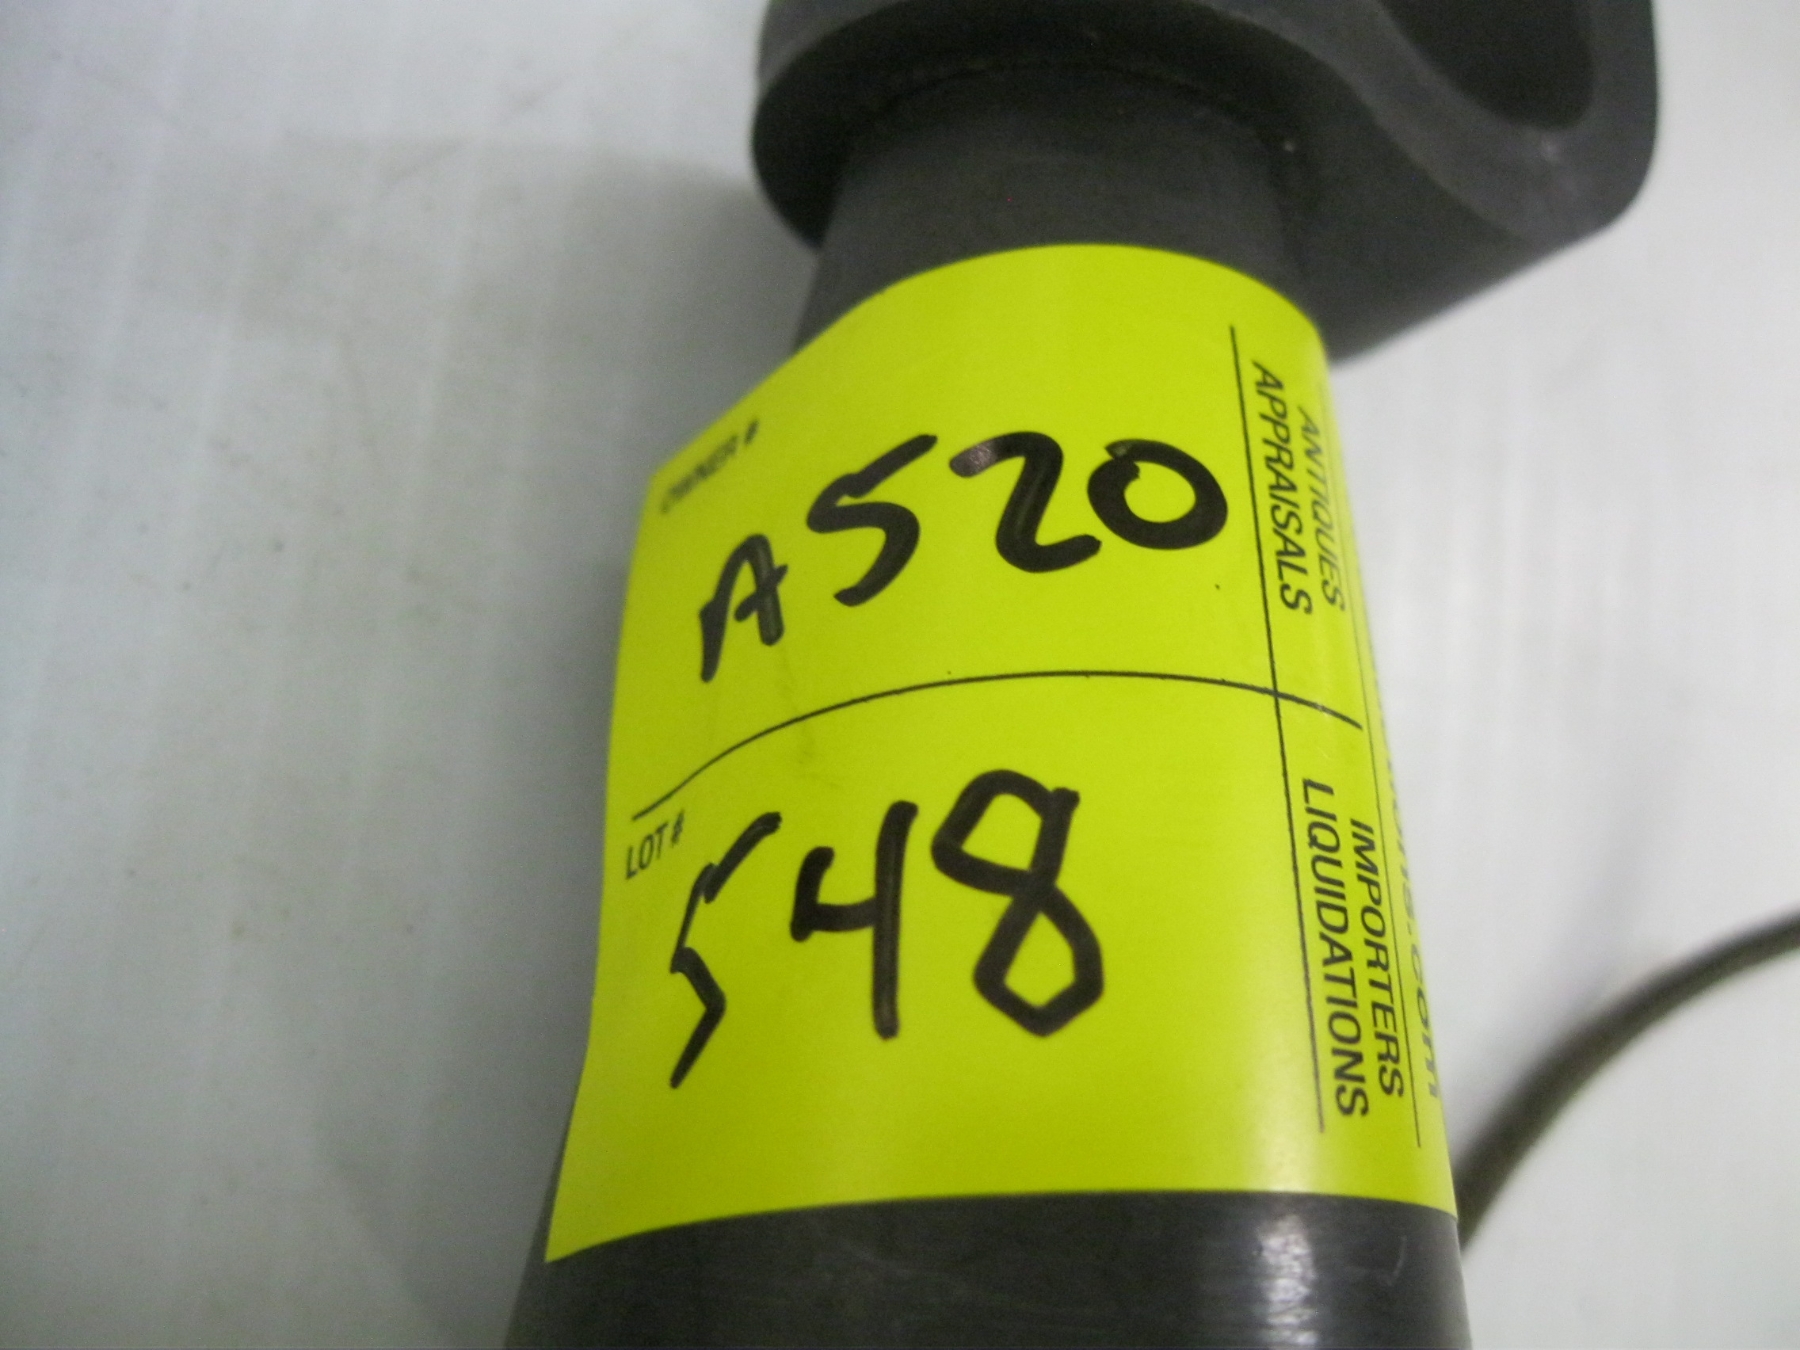 OWNER #
A520
LOT #
548
ANTIQUES
APPRAISALS
IMPORTERS
LIQUIDATIONS